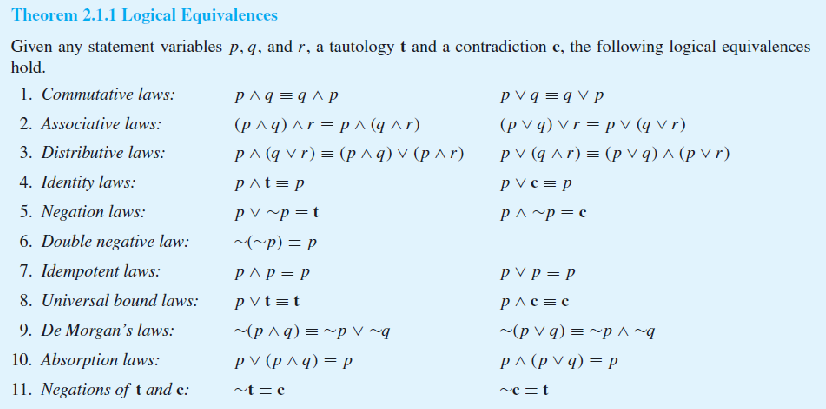 Theorem 2.1.1 Logical Equivalences
Given any statement variables p, q, and r, a tautology t and a contradiction c, the following logical equivalences
hold.
1. Commutative laws: p ∧ q ≡ q ∧ p p ∨ q ≡ q ∨ p
2. Associative laws: (p ∧ q) ∧ r ≡ p ∧ (q ∧ r) (p ∨ q) ∨ r ≡ p ∨ (q ∨ r)
3. Distributive laws: p ∧ (q ∨ r) ≡ (p ∧ q) ∨ (p ∧ r) p ∨ (q ∧ r) ≡ (p ∨ q) ∧ (p ∨ r)
4. Identity laws: p ∧ t ≡ p p ∨ c ≡ p
5. Negation laws: p ∨ ~p ≡ t p ∧ ~p ≡ c
6. Double negative law: ~(~p) ≡ p
7. Idempotent laws: p ∧ p ≡ p p ∨ p ≡ p
8. Universal bound laws: p ∨ t ≡ t p ∧ c ≡ c
9. De Morgan's laws: ~(p ∧ q) ≡ ~p ∨ ~q ~(p ∨ q) ≡ ~p ∧ ~q
10. Absorption laws: p ∨ (p ∧ q) ≡ p p ∧ (p ∨ q) ≡ p
11. Negations of t and c: ~t ≡ c ~c ≡ t